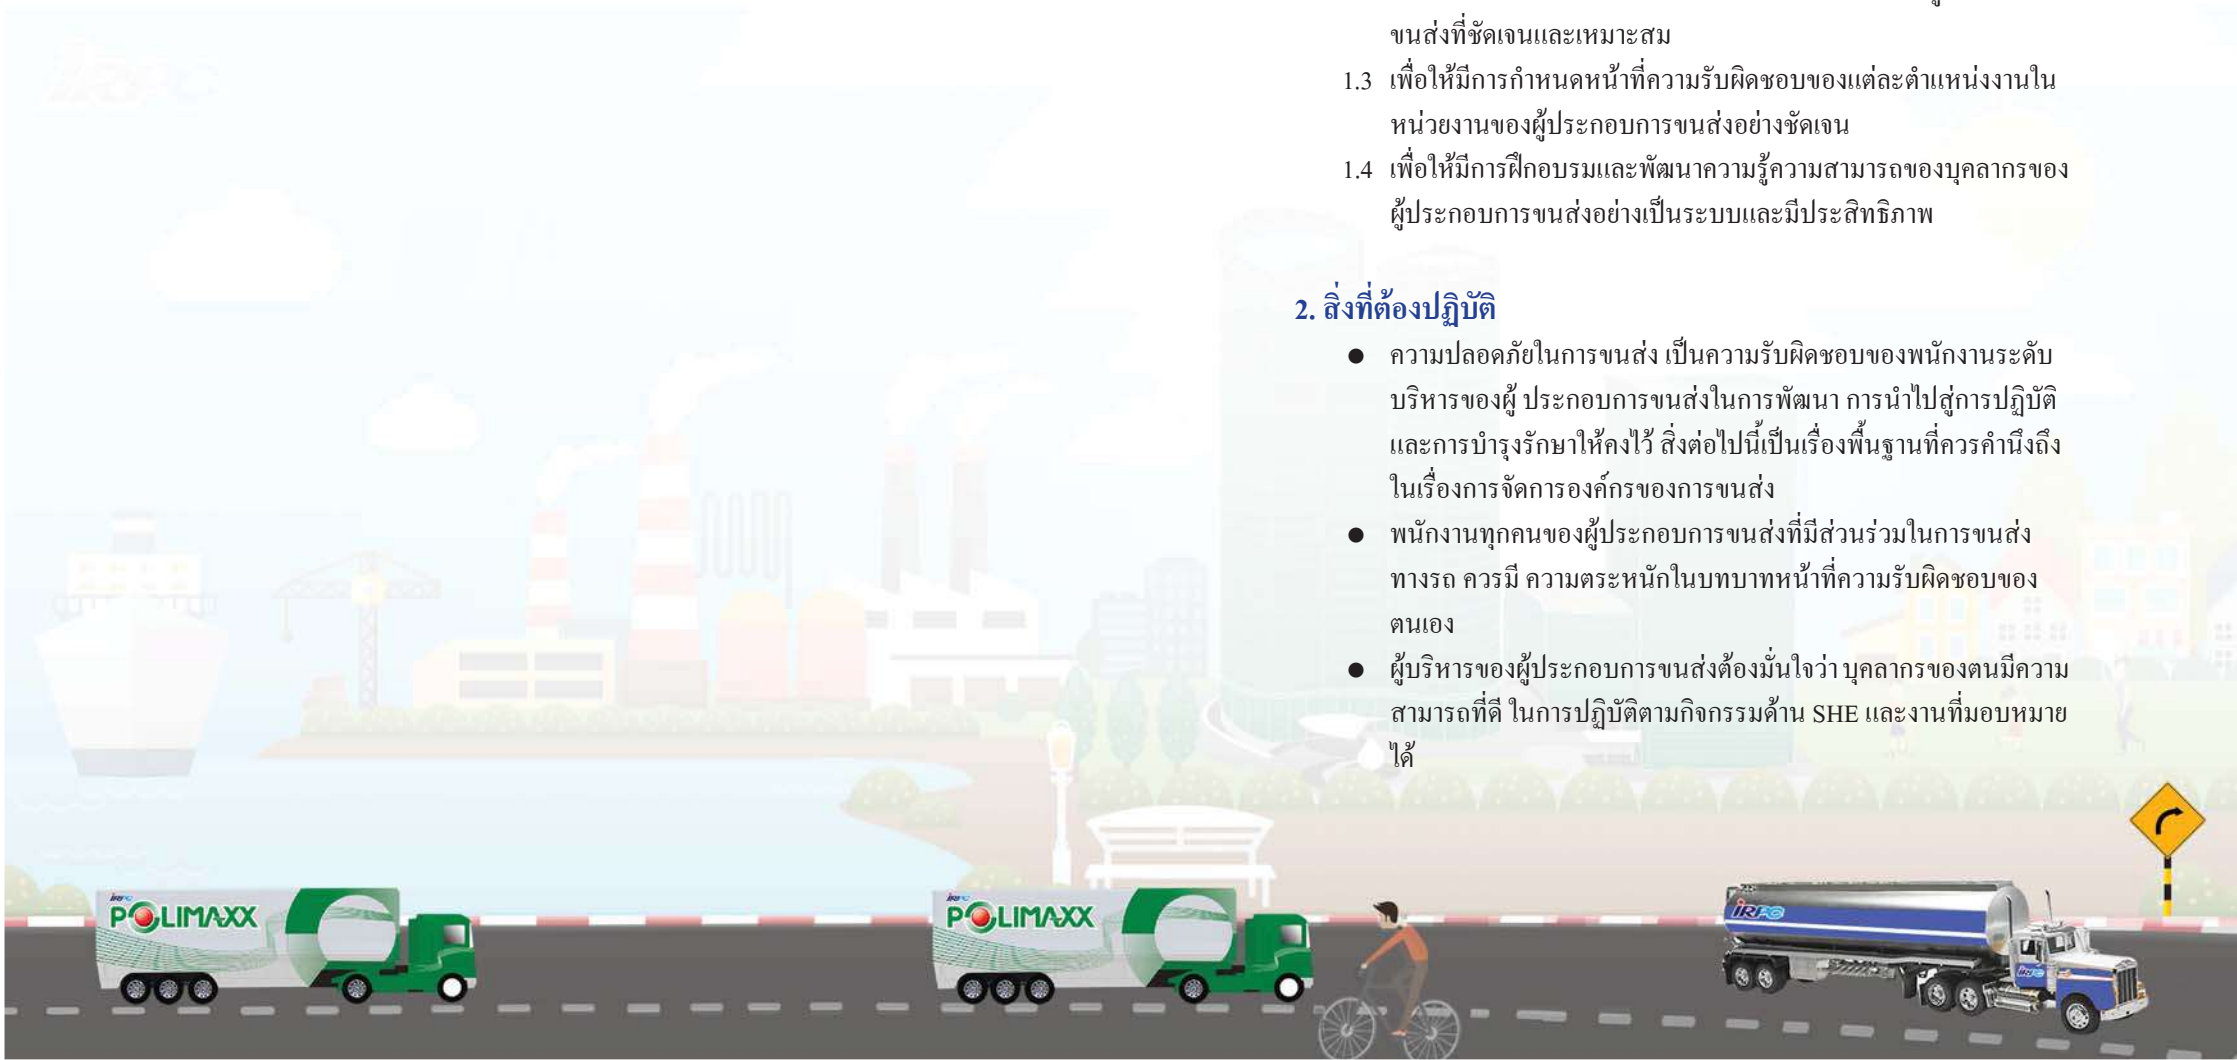 ขนส่งที่ชัดเจนและเหมาะสม
1.3 เพื่อให้มีการกำหนดหน้าที่ความรับผิดชอบของแต่ละตำแหน่งงานใน
หน่วยงานของผู้ประกอบการขนส่งอย่างชัดเจน
1.4 เพื่อให้มีการฝึกอบรมและพัฒนาความรู้ความสามารถของบุคลากรของ
ผู้ประกอบการขนส่งอย่างเป็นระบบและมีประสิทธิภาพ
2. สิ่งที่ต้องปฏิบัติ
● ความปลอดภัยในการขนส่ง เป็นความรับผิดชอบของพนักงานระดับ
บริหารของผู้ ประกอบการขนส่งในการพัฒนา การนำไปสู่การปฏิบัติ
และการบำรุงรักษาให้คงไว้ สิ่งต่อไปนี้เป็นเรื่องพื้นฐานที่ควรคำนึงถึง
ในเรื่องการจัดการองค์กรของการขนส่ง
● พนักงานทุกคนของผู้ประกอบการขนส่งที่มีส่วนร่วมในการขนส่ง
ทางรถ ควรมี ความตระหนักในบทบาทหน้าที่ความรับผิดชอบของ
ตนเอง
● ผู้บริหารของผู้ประกอบการขนส่งต้องมั่นใจว่า บุคลากรของตนมีความ
สามารถที่ดี ในการปฏิบัติตามกิจกรรมด้าน SHE และงานที่มอบหมาย
ได้
IRPC
POLIMAXX
IRPC
POLIMAXX
IRPC
IRPC